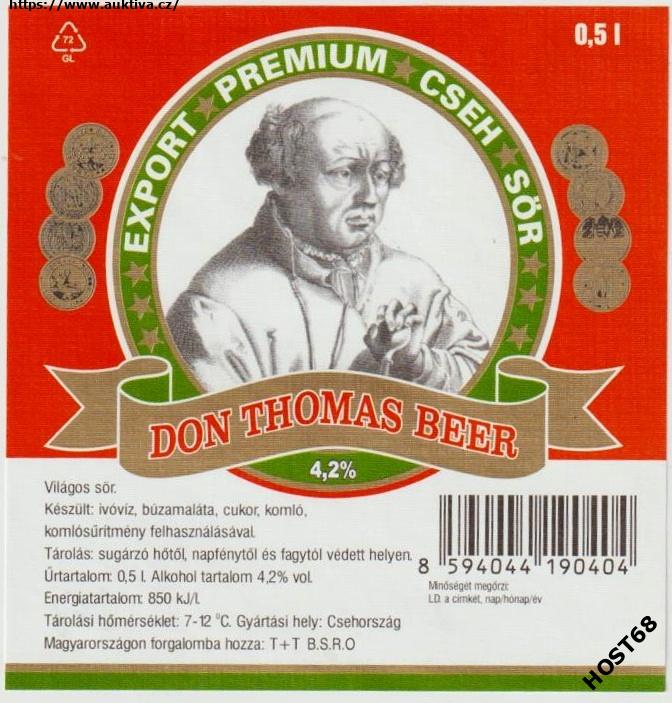 https://www.auktiva.cz/
72
GL
0,5 l
EXPORT ★ PREMIUM ★ CSEH ★ SÖR
DON THOMAS BEER
4,2%
Világos sör.
Készült: ivóvíz, búzamaláta, cukor, komló,
komlósűrítmény felhasználásával.
Tárolás: sugárzó hőtől, napfénytől és fagytól védett helyen.
Űrtartalom: 0,5 l. Alkohol tartalom 4,2% vol.
Energiatartalom: 850 kJ/l.
Tárolási hőmérséklet: 7-12 °C. Gyártási hely: Csehország
Magyarországon forgalomba hozza: T+T B.S.R.O
8 594044 190404
Minőségét megőrzi:
LD. a címkét, nap/hónap/év
HOST68